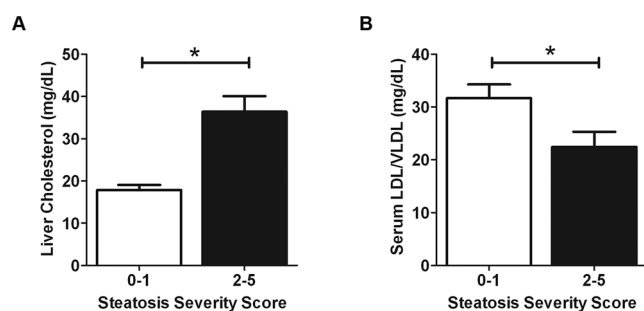 A
Liver Cholesterol (mg/dL)
50
40
30
20
10
0
*
0-1
2-5
Steatosis Severity Score
B
Serum LDL/VLDL (mg/dL)
40
30
20
10
0
*
0-1
2-5
Steatosis Severity Score